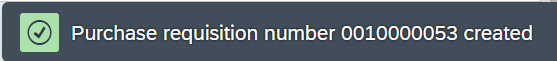 Purchase requisition number 0010000053 created